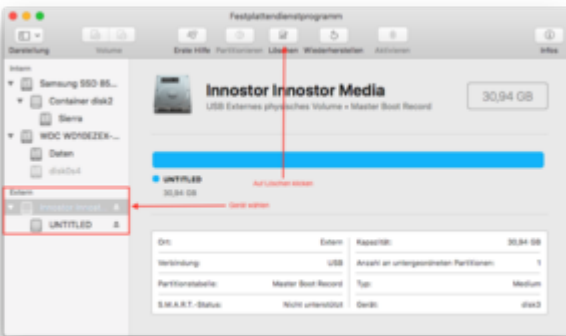 Festplattendienstprogramm
Darstellung Volume Erste Hilfe Partitionieren Löschen Wiederherstellen Aktivieren Infos
Intern
Samsung SSD 85...
Container disk2
Sierra
WDC WD10EZEX-...
Daten
disk0s4
Extern
UNTITLED
Innostor Innostor Media
USB Externes physisches Volume • Master Boot Record
30,94 GB
UNTITLED
30,94 GB
Auf Löschen klicken
Gerät wählen
Ort: Extern
Kapazität: 30,94 GB
Verbindung: USB
Anzahl an untergeordneten Partitionen: 1
Partitionstabelle: Master Boot Record
Typ: Medium
S.M.A.R.T.-Status: Nicht unterstützt
Gerät: disk3